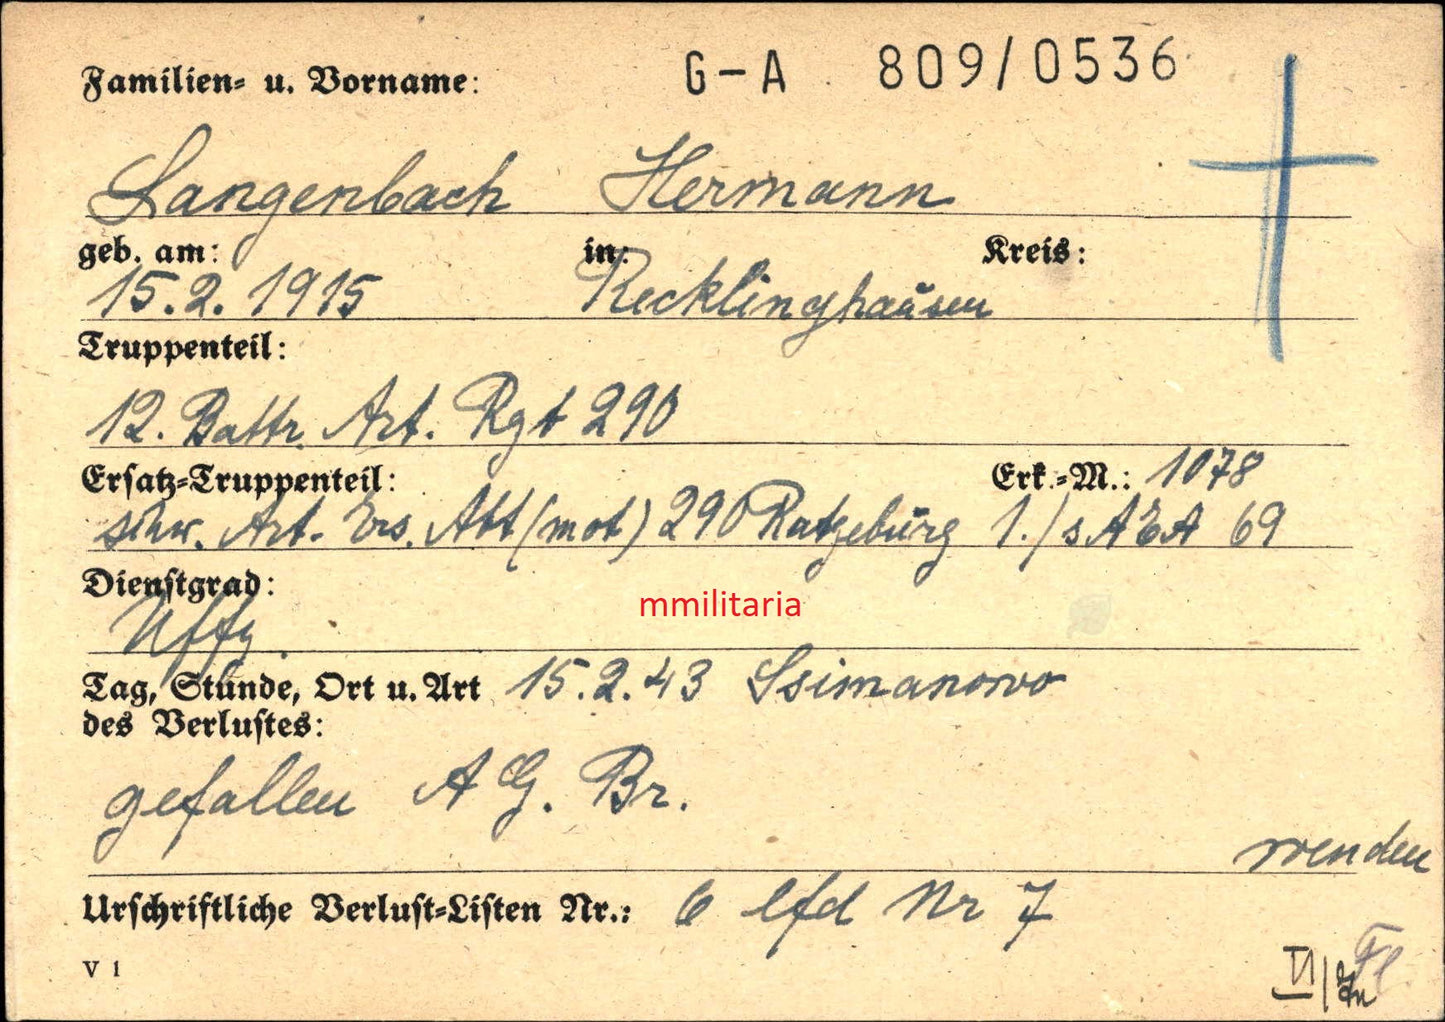 Familien- u. Vorname: G-A 809/0536
Langenbach Hermann
geb. am: in: Kreis:
15.2.1915 Recklinghausen
Truppenteil:
12. Battr. Art. Rgt 290
Ersatz-Truppenteil: Erk.-M.: 1078
schw. Art. Ers. Abt (mot) 290 Ratzeburg 1./s AEA 69
Dienstgrad:
Uffz.
mmilitaria
Tag, Stunde, Ort u. Art 15.2.43 Ssimanowo
des Verlustes:
gefallen A G. Br.
wenden
Urschriftliche Verlust-Listen Nr.: 6 lfd Nr 7
V 1